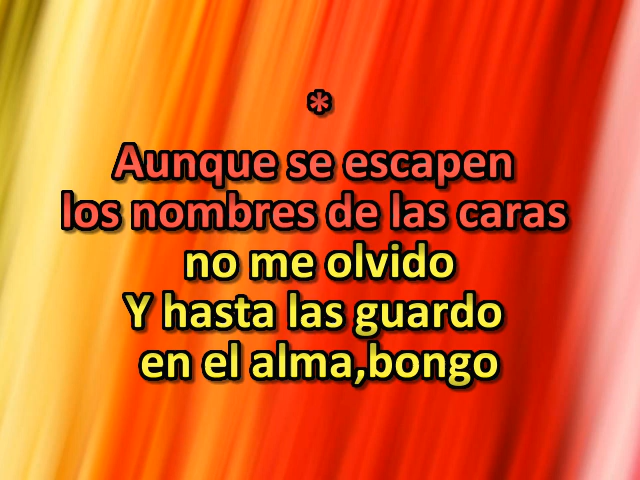 *
Aunque se escapen
los nombres de las caras
no me olvido
Y hasta las guardo
en el alma,bongo